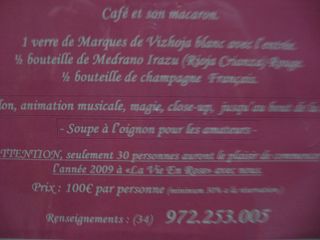 Café et son macaron.
1 verre de Marques de Vizhoja blanc avec l'entrée.
½ bouteille de Medrano Irazu (Rioja Crianza) Rouge.
½ bouteille de champagne Français.
animation musicale, magie, close-up, jusqu'au bout de
- Soupe à l'oignon pour les amateurs -
TTENTION, seulement 30 personnes auront le plaisir de commencer
l'année 2009 à «La Vie En Rose» avec nous.
Prix : 100€ par personne (minimum 50% a la réservation)
Renseignements : (34) 972.253.005